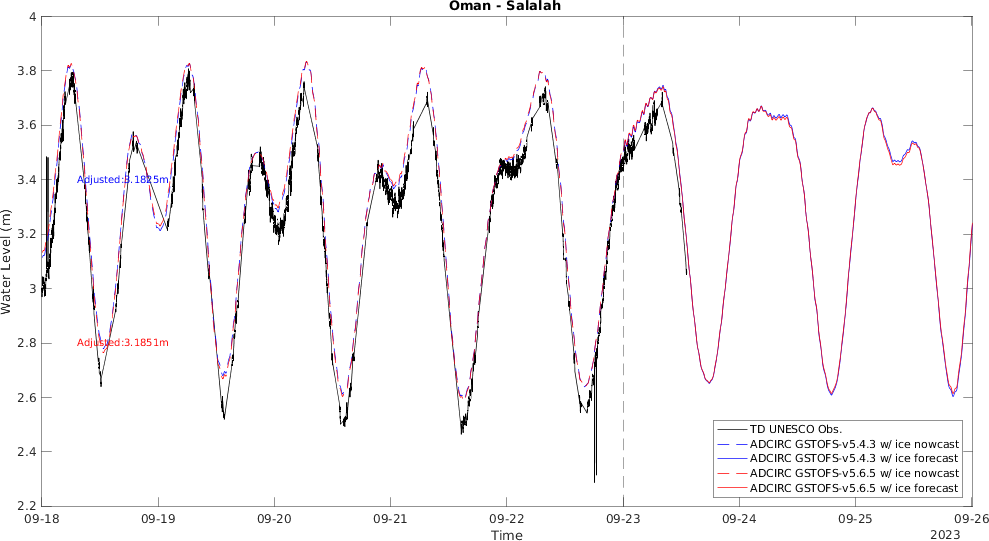 Oman - Salalah
4
3.8
3.6
3.4
3.2
3
2.8
2.6
2.4
2.2
Water Level (m)
Adjusted:3.1825m
Adjusted:3.1851m
TD UNESCO Obs.
ADCIRC GSTOFS-v5.4.3 w/ ice nowcast
ADCIRC GSTOFS-v5.4.3 w/ ice forecast
ADCIRC GSTOFS-v5.6.5 w/ ice nowcast
ADCIRC GSTOFS-v5.6.5 w/ ice forecast
09-18 09-19 09-20 09-21 09-22 09-23 09-24 09-25 09-26
Time
2023